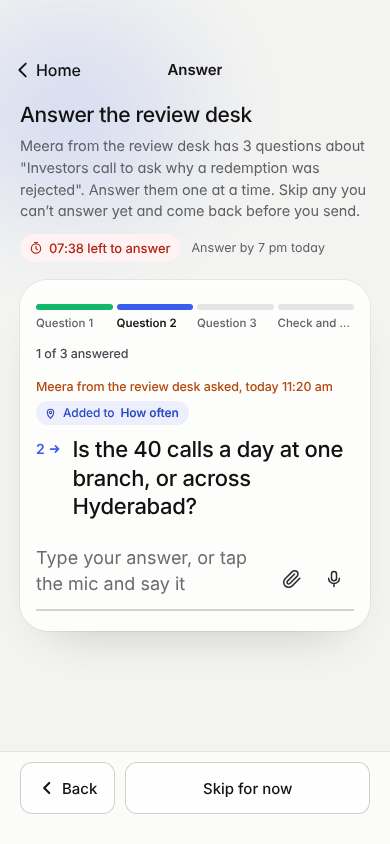 Home
Answer
Answer the review desk
Meera from the review desk has 3 questions about
"Investors call to ask why a redemption was
rejected". Answer them one at a time. Skip any you
can't answer yet and come back before you send.
07:38 left to answer
Answer by 7 pm today
Question 1
Question 2
Question 3
Check and ...
1 of 3 answered
Meera from the review desk asked, today 11:20 am
Added to How often
2 → Is the 40 calls a day at one
branch, or across
Hyderabad?
Type your answer, or tap
the mic and say it
Back
Skip for now